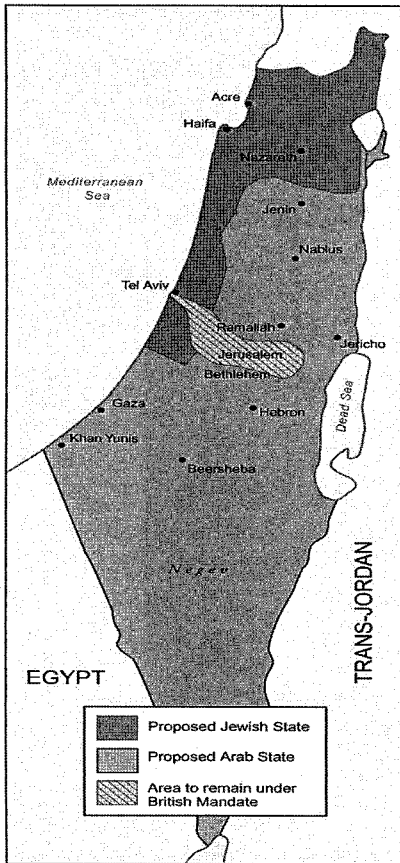 Acre
Haifa
Nazarath
Mediterranean
Sea
Jenin
Nablus
Tel Aviv
Ramallah
Jericho
Jerusalem
Bethlehem
Gaza
Hebron
Dead Sea
Khan Yunis
Beersheba
Negev
TRANS-JORDAN
EGYPT
Proposed Jewish State
Proposed Arab State
Area to remain under
British Mandate